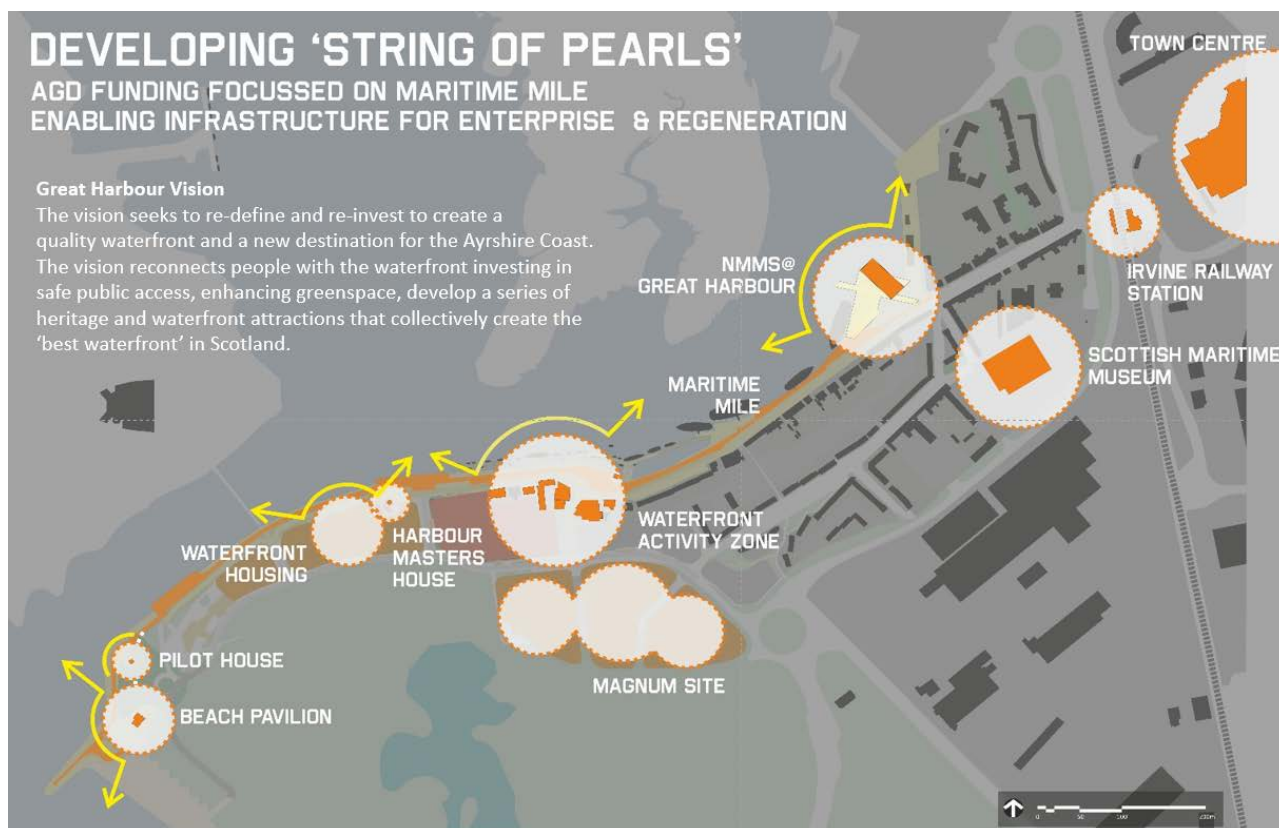 DEVELOPING 'STRING OF PEARLS'
AGD FUNDING FOCUSSED ON MARITIME MILE
ENABLING INFRASTRUCTURE FOR ENTERPRISE & REGENERATION
Great Harbour Vision
The vision seeks to re-define and re-invest to create a
quality waterfront and a new destination for the Ayrshire Coast.
The vision reconnects people with the waterfront investing in
safe public access, enhancing greenspace, develop a series of
heritage and waterfront attractions that collectively create the
'best waterfront' in Scotland.
TOWN CENTRE
IRVINE RAILWAY
STATION
NMMS@
GREAT HARBOUR
SCOTTISH MARITIME
MUSEUM
MARITIME
MILE
WATERFRONT
ACTIVITY ZONE
HARBOUR
MASTERS
HOUSE
WATERFRONT
HOUSING
PILOT HOUSE
BEACH PAVILION
MAGNUM SITE
0 50 100 200m